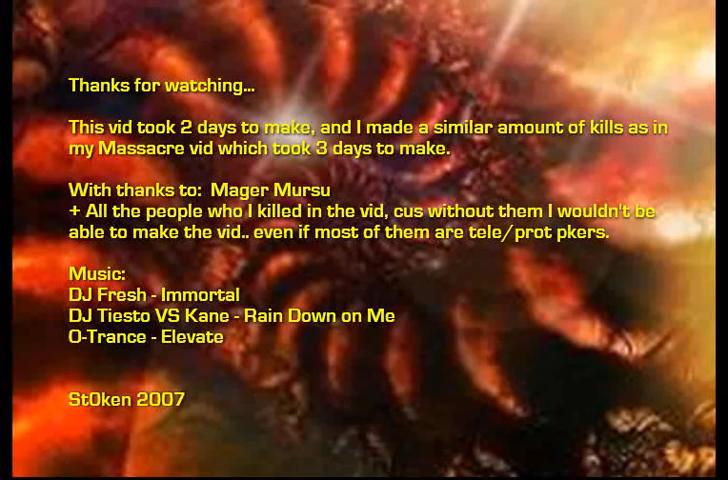 Thanks for watching...
This vid took 2 days to make, and I made a similar amount of kills as in
my Massacre vid which took 3 days to make.
With thanks to: Mager Mursu
+ All the people who I killed in the vid, cus without them I wouldn't be
able to make the vid.. even if most of them are tele/prot pkers.
Music:
DJ Fresh - Immortal
DJ Tiesto VS Kane - Rain Down on Me
O-Trance - Elevate
St0ken 2007